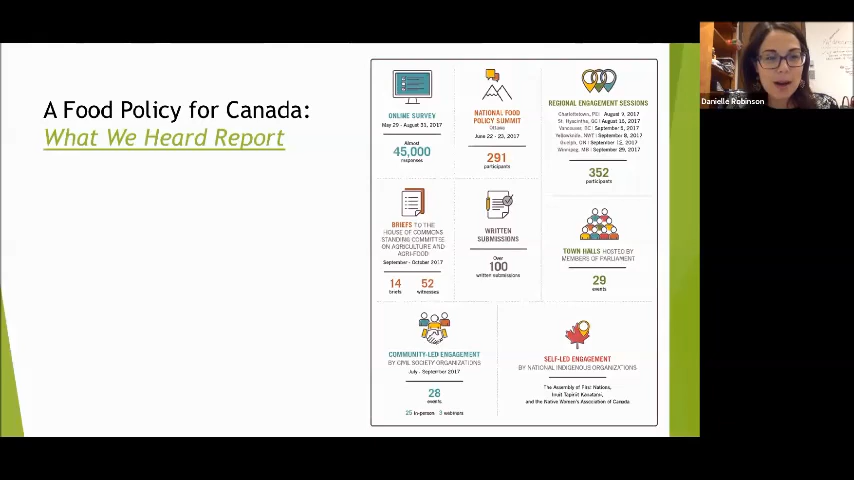 A Food Policy for Canada:
What We Heard Report
ONLINE SURVEY
May 29 - August 31, 2017
Almost
45,000
responses
NATIONAL FOOD
POLICY SUMMIT
Ottawa
June 22 - 23, 2017
291
participants
REGIONAL ENGAGEMENT SESSIONS
Charlottetown, PEI | August 9, 2017
St. Hyacinthe, QC | August 16, 2017
Vancouver, BC | September 5, 2017
Yellowknife, NWT | September 8, 2017
Guelph, ON | September 12, 2017
Winnipeg, MB | September 29, 2017
352
participants
BRIEFS TO THE
HOUSE OF COMMONS
STANDING COMMITTEE
ON AGRICULTURE AND
AGRI-FOOD
September - October 2017
14
briefs
52
witnesses
WRITTEN
SUBMISSIONS
Over
100
written submissions
TOWN HALLS HOSTED BY
MEMBERS OF PARLIAMENT
29
events
COMMUNITY-LED ENGAGEMENT
BY CIVIL SOCIETY ORGANIZATIONS
July - September 2017
28
events
25 in-person 3 webinars
SELF-LED ENGAGEMENT
BY NATIONAL INDIGENOUS ORGANIZATIONS
The Assembly of First Nations,
Inuit Tapiriit Kanatami,
and the Native Women's Association of Canada
Danielle Robinson